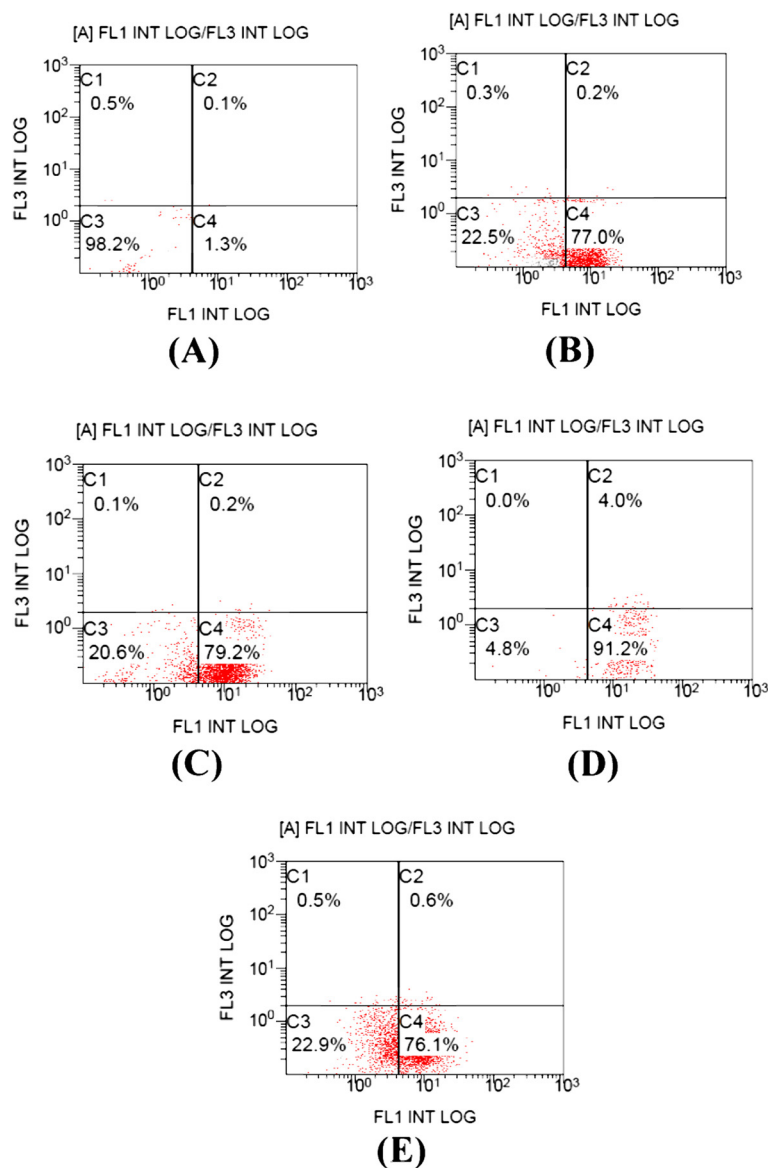 [A] FL1 INT LOG/FL3 INT LOG
C1 C2
0.5% 0.1%
C3 C4
98.2% 1.3%
10³
10²
10¹
10⁰
FL3 INT LOG
10⁰ 10¹ 10² 10³
FL1 INT LOG
(A)
[A] FL1 INT LOG/FL3 INT LOG
C1 C2
0.3% 0.2%
C3 C4
22.5% 77.0%
10³
10²
10¹
10⁰
FL3 INT LOG
10⁰ 10¹ 10² 10³
FL1 INT LOG
(B)
[A] FL1 INT LOG/FL3 INT LOG
C1 C2
0.1% 0.2%
C3 C4
20.6% 79.2%
10³
10²
10¹
10⁰
FL3 INT LOG
10⁰ 10¹ 10² 10³
FL1 INT LOG
(C)
[A] FL1 INT LOG/FL3 INT LOG
C1 C2
0.0% 4.0%
C3 C4
4.8% 91.2%
10³
10²
10¹
10⁰
FL3 INT LOG
10⁰ 10¹ 10² 10³
FL1 INT LOG
(D)
[A] FL1 INT LOG/FL3 INT LOG
C1 C2
0.5% 0.6%
C3 C4
22.9% 76.1%
10³
10²
10¹
10⁰
FL3 INT LOG
10⁰ 10¹ 10² 10³
FL1 INT LOG
(E)